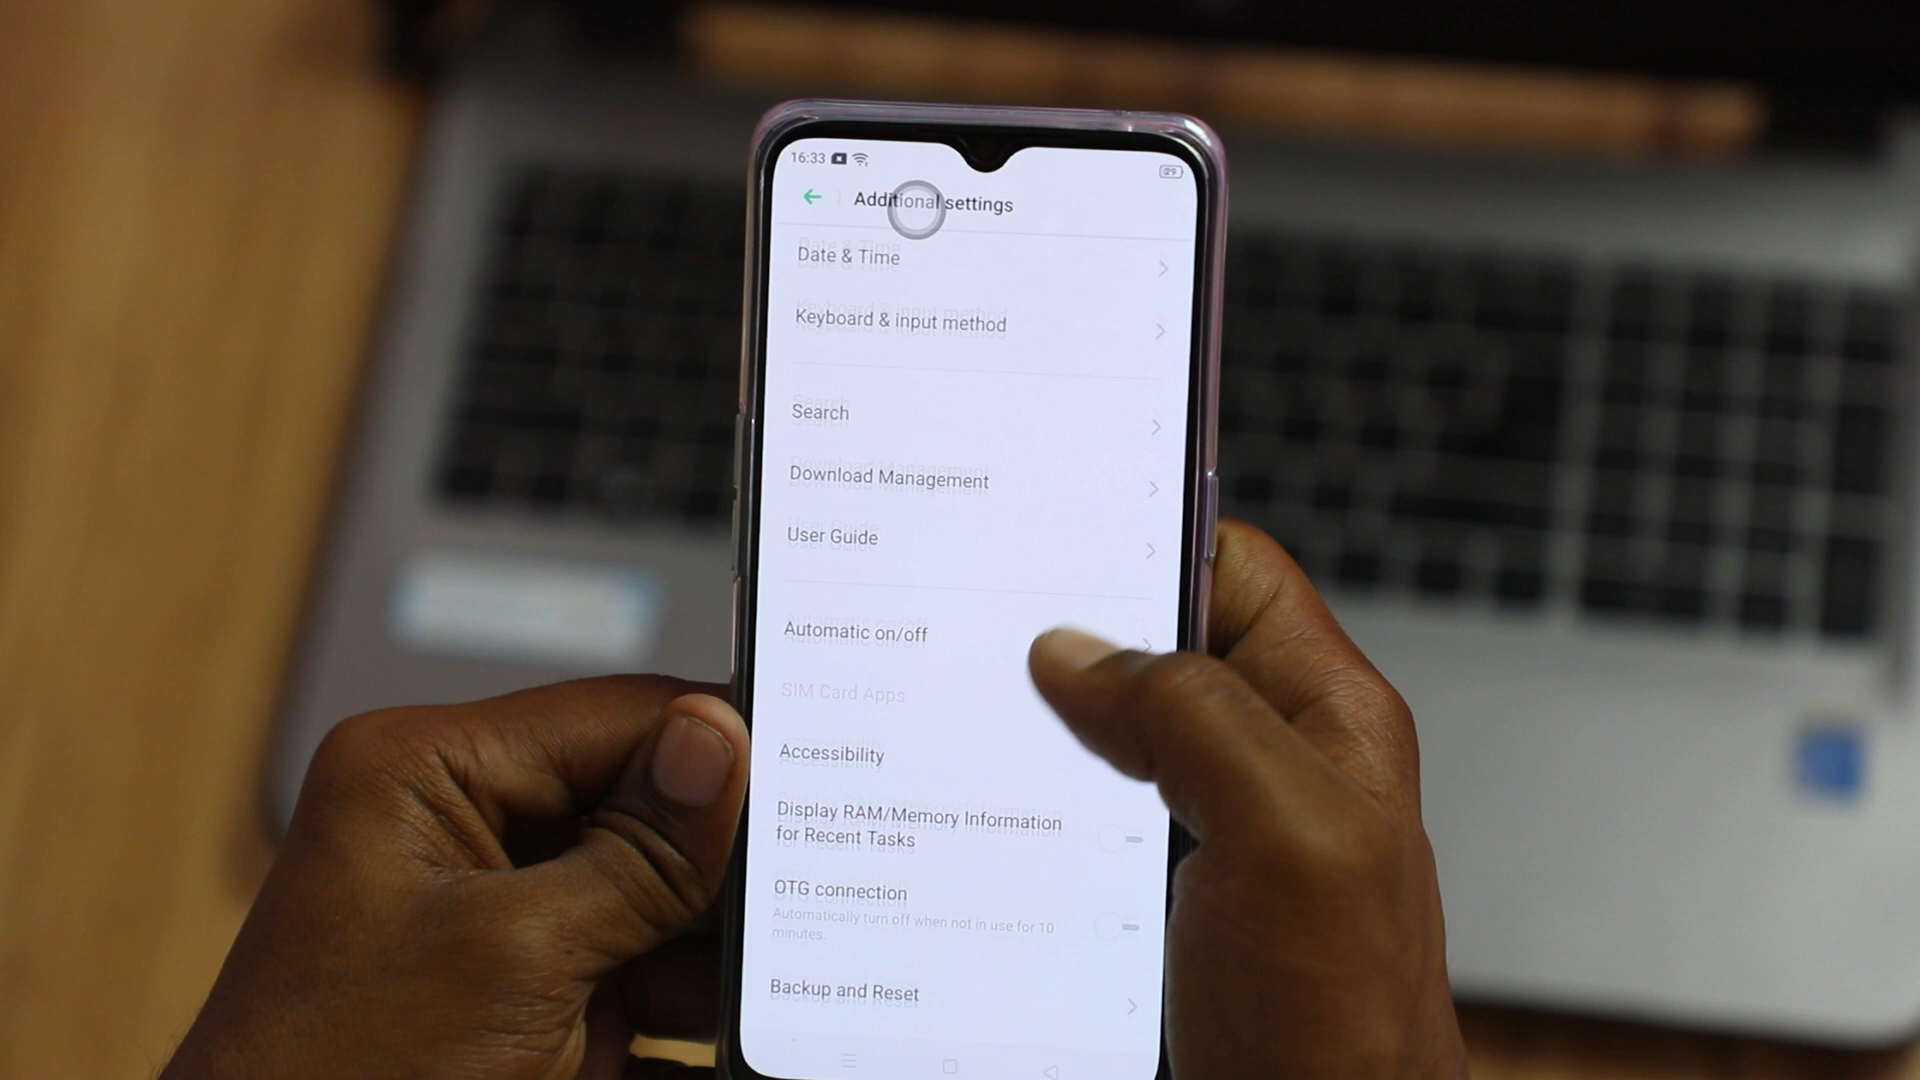 16:33
29
Additional settings
Date & Time
Keyboard & input method
Search
Download Management
User Guide
Automatic on/off
SIM Card Apps
Accessibility
Display RAM/Memory Information
for Recent Tasks
OTG connection
Automatically turn off when not in use for 10
minutes.
Backup and Reset